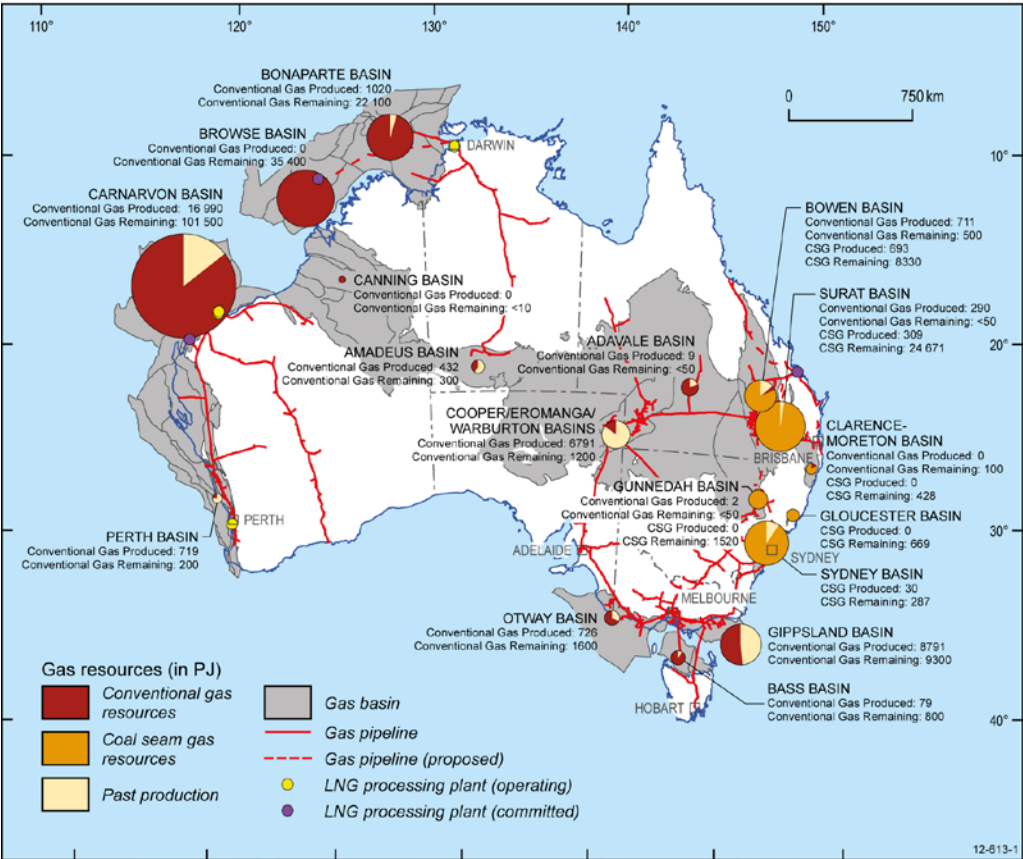 110°
120°
130°
140°
150°
BONAPARTE BASIN
Conventional Gas Produced: 1020
Conventional Gas Remaining: 22 100
0
750 km
BROWSE BASIN
Conventional Gas Produced: 0
Conventional Gas Remaining: 35 400
DARWIN
10°
CARNARVON BASIN
Conventional Gas Produced: 16 990
Conventional Gas Remaining: 101 500
BOWEN BASIN
Conventional Gas Produced: 711
Conventional Gas Remaining: 500
CSG Produced: 693
CSG Remaining: 8330
CANNING BASIN
Conventional Gas Produced: 0
Conventional Gas Remaining: <10
SURAT BASIN
Conventional Gas Produced: 290
Conventional Gas Remaining: <50
CSG Produced: 309
CSG Remaining: 24 671
20°
ADAVALE BASIN
Conventional Gas Produced: 9
Conventional Gas Remaining: <50
AMADEUS BASIN
Conventional Gas Produced: 432
Conventional Gas Remaining: 300
COOPER/EROMANGA/
WARBURTON BASINS
Conventional Gas Produced: 6791
Conventional Gas Remaining: 1200
CLARENCE-
MORETON BASIN
Conventional Gas Produced: 0
Conventional Gas Remaining: 100
CSG Produced: 0
CSG Remaining: 428
BRISBANE
GUNNEDAH BASIN
Conventional Gas Produced: 2
Conventional Gas Remaining: <50
CSG Produced: 0
CSG Remaining: 1520
GLOUCESTER BASIN
CSG Produced: 0
CSG Remaining: 669
30°
PERTH
PERTH BASIN
Conventional Gas Produced: 719
Conventional Gas Remaining: 200
ADELAIDE
SYDNEY
SYDNEY BASIN
CSG Produced: 30
CSG Remaining: 287
MELBOURNE
OTWAY BASIN
Conventional Gas Produced: 726
Conventional Gas Remaining: 1600
GIPPSLAND BASIN
Conventional Gas Produced: 8791
Conventional Gas Remaining: 9300
BASS BASIN
Conventional Gas Produced: 79
Conventional Gas Remaining: 800
HOBART
40°
Gas resources (in PJ)
Conventional gas
resources
Coal seam gas
resources
Past production
Gas basin
Gas pipeline
Gas pipeline (proposed)
LNG processing plant (operating)
LNG processing plant (committed)
12-613-1